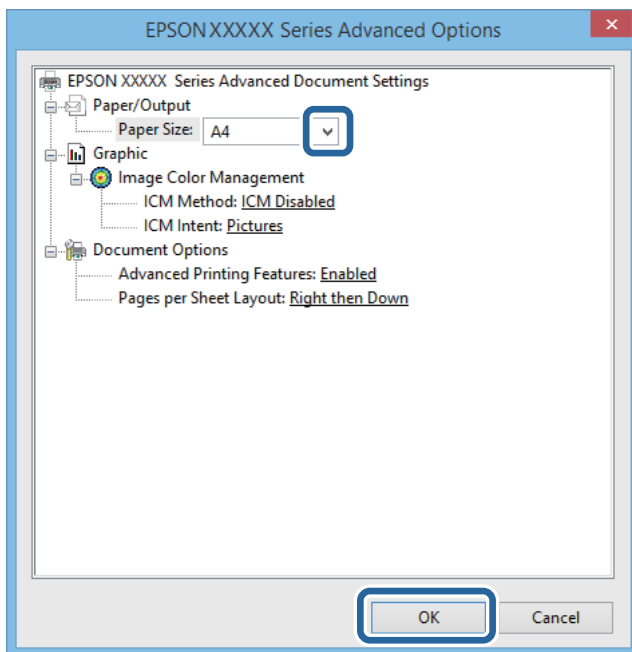 EPSON XXXXX Series Advanced Options
EPSON XXXXX Series Advanced Document Settings
Paper/Output
Paper Size: A4
Graphic
Image Color Management
ICM Method: ICM Disabled
ICM Intent: Pictures
Document Options
Advanced Printing Features: Enabled
Pages per Sheet Layout: Right then Down
OK Cancel